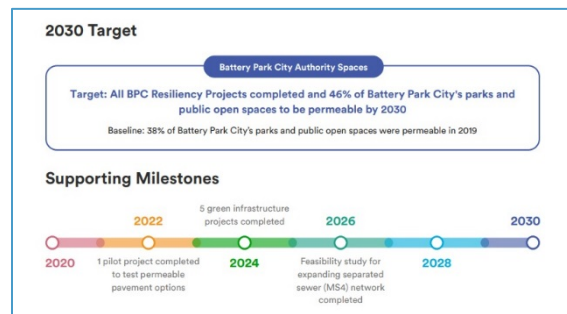 2030 Target
Battery Park City Authority Spaces
Target: All BPC Resiliency Projects completed and 46% of Battery Park City's parks and
public open spaces to be permeable by 2030
Baseline: 38% of Battery Park City's parks and public open spaces were permeable in 2019
Supporting Milestones
2020
2022
1 pilot project completed
to test permeable
pavement options
5 green infrastructure
projects completed
2024
2026
Feasibility study for
expanding separated
sewer (MS4) network
completed
2028
2030